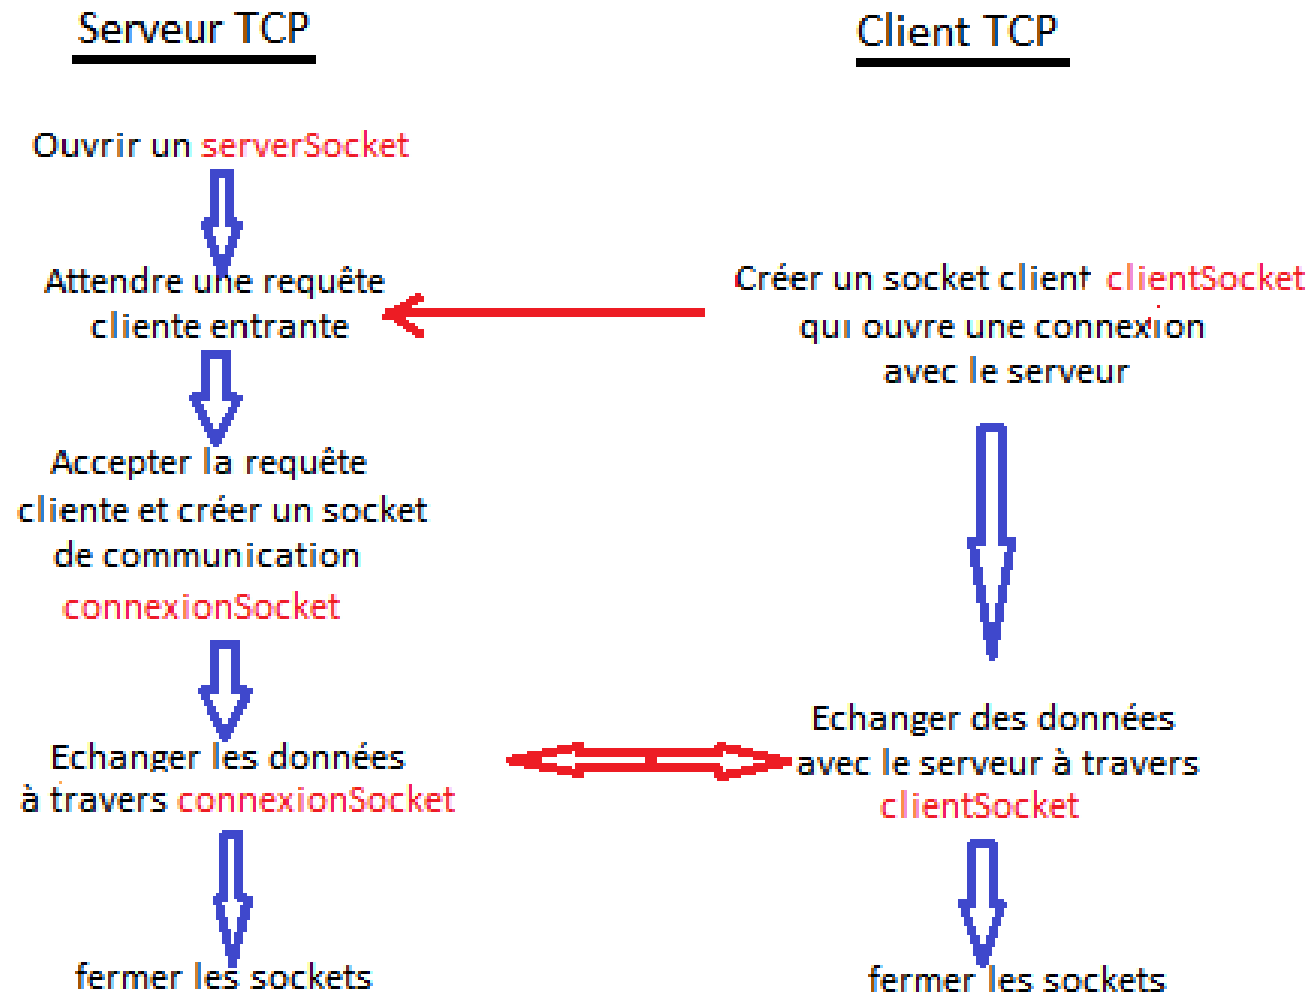 Serveur TCP
Ouvrir un serverSocket
Attendre une requête
cliente entrante
Accepter la requête
cliente et créer un socket
de communication
connexionSocket
Echanger les données
à travers connexionSocket
fermer les sockets
Client TCP
Créer un socket client clientSocket
qui ouvre une connexion
avec le serveur
Echanger des données
avec le serveur à travers
clientSocket
fermer les sockets